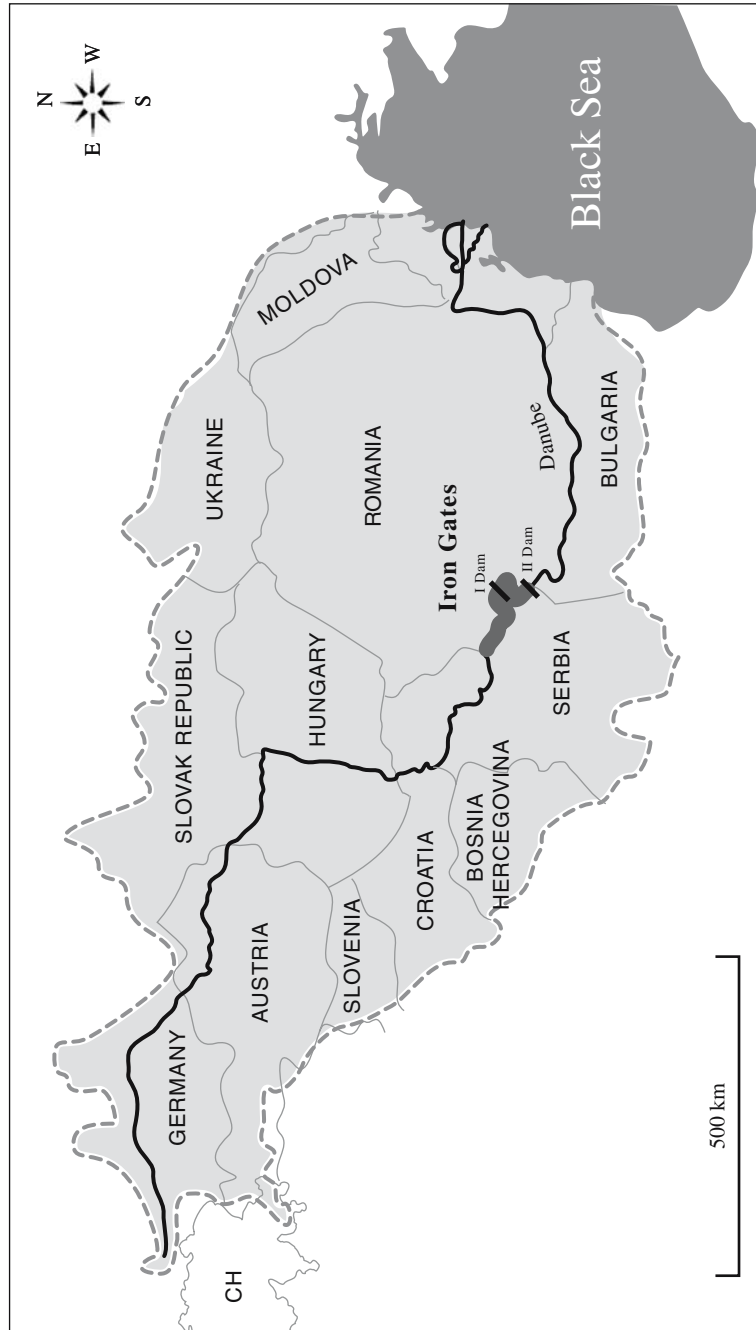 N
E
W
S
UKRAINE
MOLDOVA
SLOVAK REPUBLIC
GERMANY
AUSTRIA
HUNGARY
ROMANIA
SLOVENIA
CROATIA
BOSNIA
HERCEGOVINA
SERBIA
BULGARIA
CH
Iron Gates
I Dam
II Dam
Danube
Black Sea
500 km